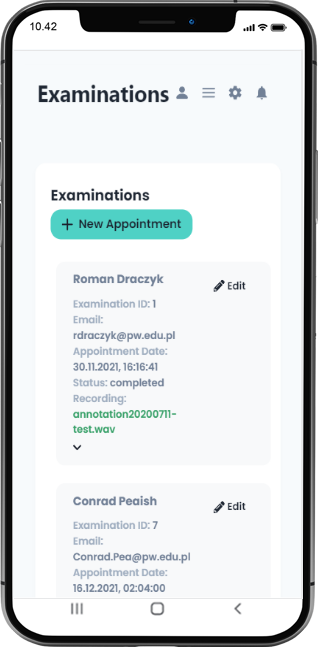 10.42
Examinations
Examinations
+ New Appointment
Roman Draczyk
Edit
Examination ID: 1
Email:
rdraczyk@pw.edu.pl
Appointment Date:
30.11.2021, 16:16:41
Status: completed
Recording:
annotation20200711-
test.wav
Conrad Peaish
Edit
Examination ID: 7
Email:
Conrad.Pea@pw.edu.pl
Appointment Date:
16.12.2021, 02:04:00